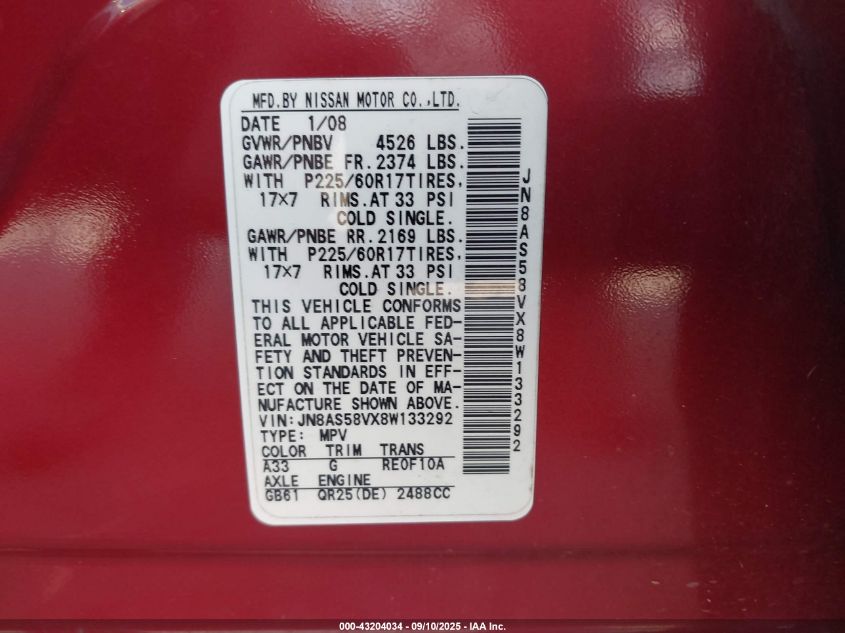 MFD.BY NISSAN MOTOR CO.,LTD.
DATE 1/08
GVWR/PNBV 4526 LBS.
GAWR/PNBE FR.2374 LBS.
WITH P225/60R17TIRES,
17×7 RIMS.AT 33 PSI
COLD SINGLE.
GAWR/PNBE RR.2169 LBS.
WITH P225/60R17TIRES,
17×7 RIMS.AT 33 PSI
COLD SINGLE.
THIS VEHICLE CONFORMS
TO ALL APPLICABLE FED-
ERAL MOTOR VEHICLE SA-
FETY AND THEFT PREVEN-
TION STANDARDS IN EFF-
ECT ON THE DATE OF MA-
NUFACTURE SHOWN ABOVE.
VIN:JN8AS58VX8W133292
TYPE: MPV
COLOR TRIM TRANS
A33 G RE0F10A
AXLE ENGINE
GB61 QR25(DE) 2488CC
JN8AS58VX8W133292
000-43204034 - 09/10/2025 - IAA Inc.